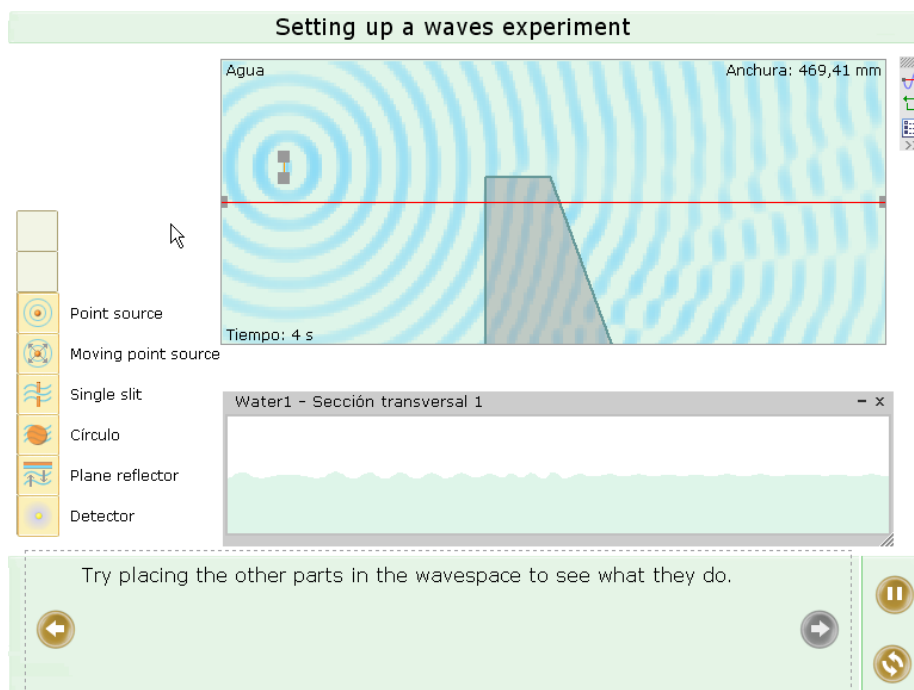 Setting up a waves experiment
Agua
Anchura: 469,41 mm
Tiempo: 4 s
Point source
Moving point source
Single slit
Círculo
Plane reflector
Detector
Water1 - Sección transversal 1
Try placing the other parts in the wavespace to see what they do.